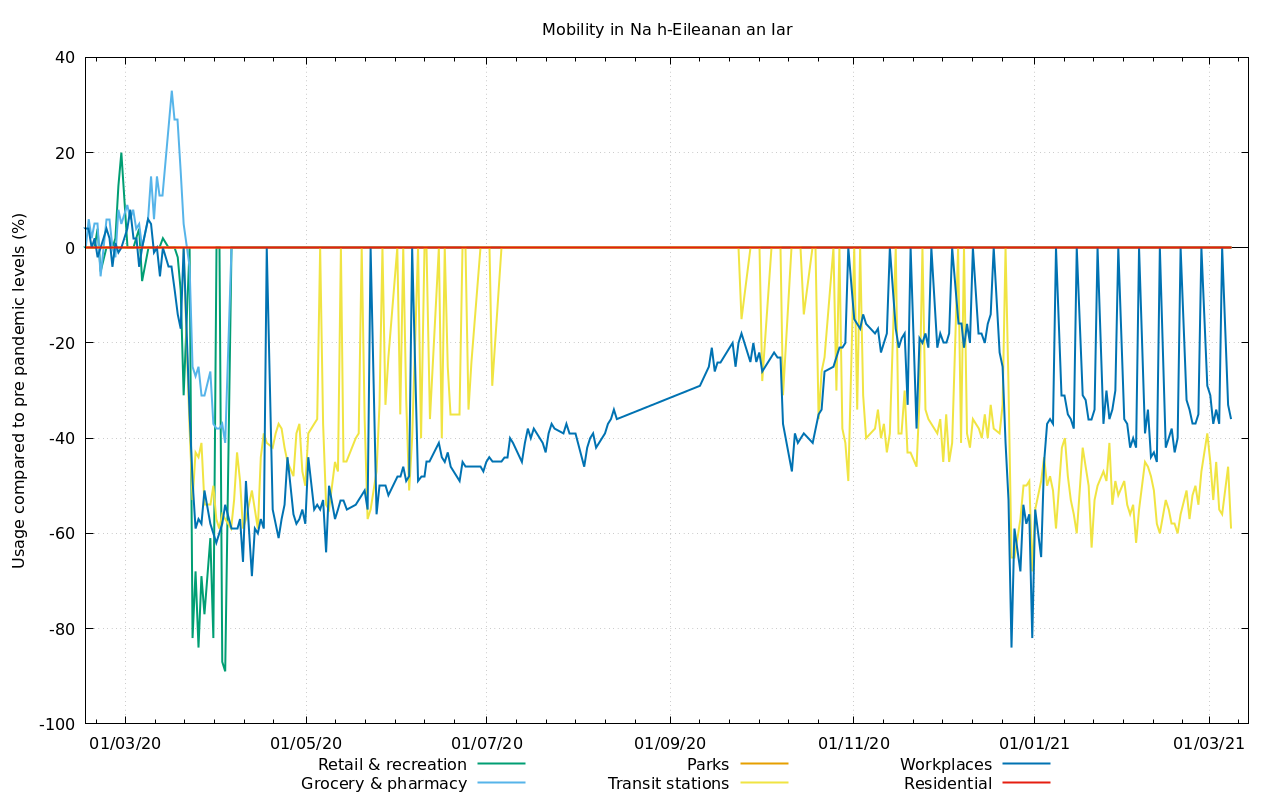 Mobility in Na h-Eileanan an Iar
Usage compared to pre pandemic levels (%)
40
20
0
-20
-40
-60
-80
-100
01/03/20 01/05/20 01/07/20 01/09/20 01/11/20 01/01/21 01/03/21
Retail & recreation Parks Workplaces
Grocery & pharmacy Transit stations Residential